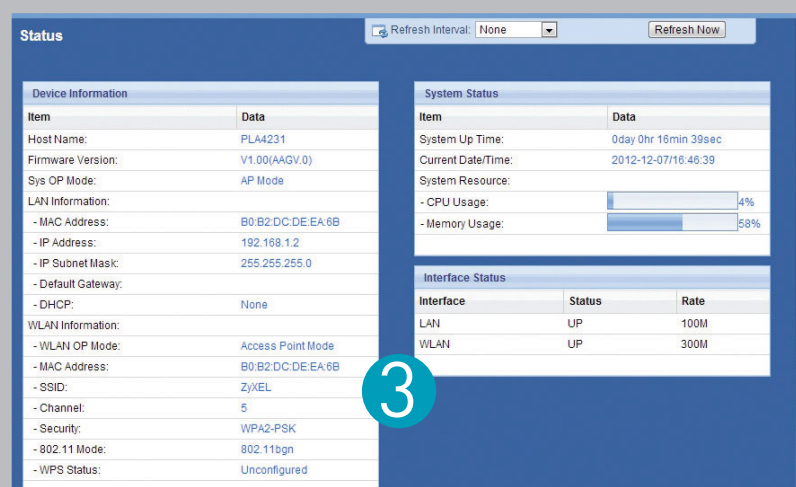 Status
Refresh Interval: None Refresh Now
Device Information
Item Data
Host Name: PLA4231
Firmware Version: V1.00(AAGV.0)
Sys OP Mode: AP Mode
LAN Information:
- MAC Address: B0:B2:DC:DE:EA:6B
- IP Address: 192.168.1.2
- IP Subnet Mask: 255.255.255.0
- Default Gateway:
- DHCP: None
WLAN Information:
- WLAN OP Mode: Access Point Mode
- MAC Address: B0:B2:DC:DE:EA:6B
- SSID: ZyXEL
- Channel: 5
- Security: WPA2-PSK
- 802.11 Mode: 802.11bgn
- WPS Status: Unconfigured
System Status
Item Data
System Up Time: 0day 0hr 16min 39sec
Current Date/Time: 2012-12-07/16:46:39
System Resource:
- CPU Usage: 4%
- Memory Usage: 58%
Interface Status
Interface Status Rate
LAN UP 100M
WLAN UP 300M
3